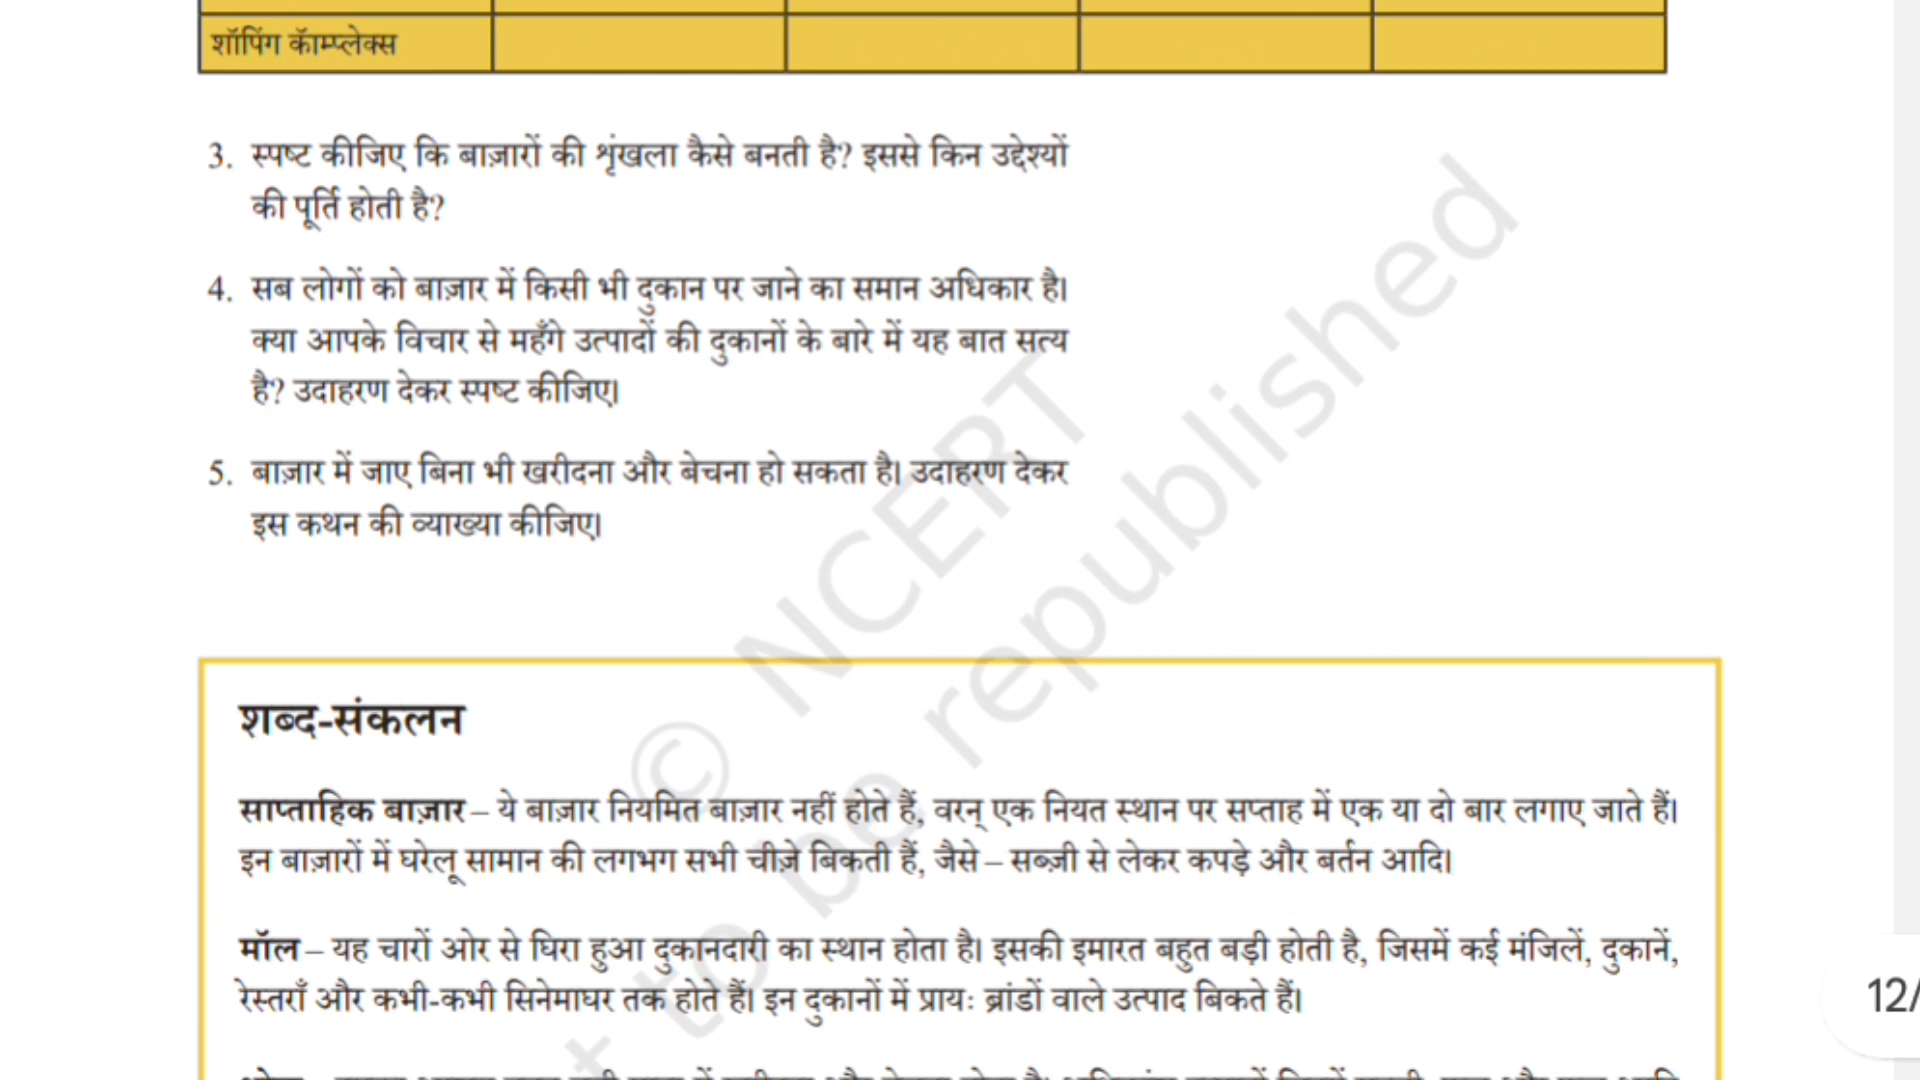 शॉपिंग कॅाम्प्लेक्स
3. स्पष्ट कीजिए कि बाज़ारों की शृंखला कैसे बनती है? इससे किन उद्देश्यों
की पूर्ति होती है?
4. सब लोगों को बाज़ार में किसी भी दुकान पर जाने का समान अधिकार है।
क्या आपके विचार से महँगे उत्पादों की दुकानों के बारे में यह बात सत्य
है? उदाहरण देकर स्पष्ट कीजिए।
5. बाज़ार में जाए बिना भी खरीदना और बेचना हो सकता है। उदाहरण देकर
इस कथन की व्याख्या कीजिए।
© NCERT
to be republished
शब्द-संकलन
साप्ताहिक बाज़ार – ये बाज़ार नियमित बाज़ार नहीं होते हैं, वरन् एक नियत स्थान पर सप्ताह में एक या दो बार लगाए जाते हैं।
इन बाज़ारों में घरेलू सामान की लगभग सभी चीज़ें बिकती हैं, जैसे – सब्ज़ी से लेकर कपड़े और बर्तन आदि।
मॉल – यह चारों ओर से घिरा हुआ दुकानदारी का स्थान होता है। इसकी इमारत बहुत बड़ी होती है, जिसमें कई मंजिलें, दुकानें,
रेस्तराँ और कभी-कभी सिनेमाघर तक होते हैं। इन दुकानों में प्रायः ब्रांडों वाले उत्पाद बिकते हैं।
12/